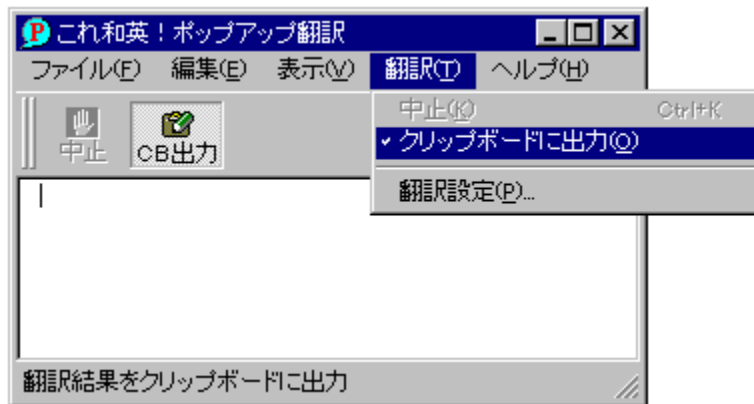 P これ和英！ポップアップ翻訳
ファイル(F) 編集(E) 表示(V) 翻訳(T) ヘルプ(H)
中止(K) Ctrl+K
クリップボードに出力(O)
翻訳設定(P)...
中止 CB出力
翻訳結果をクリップボードに出力